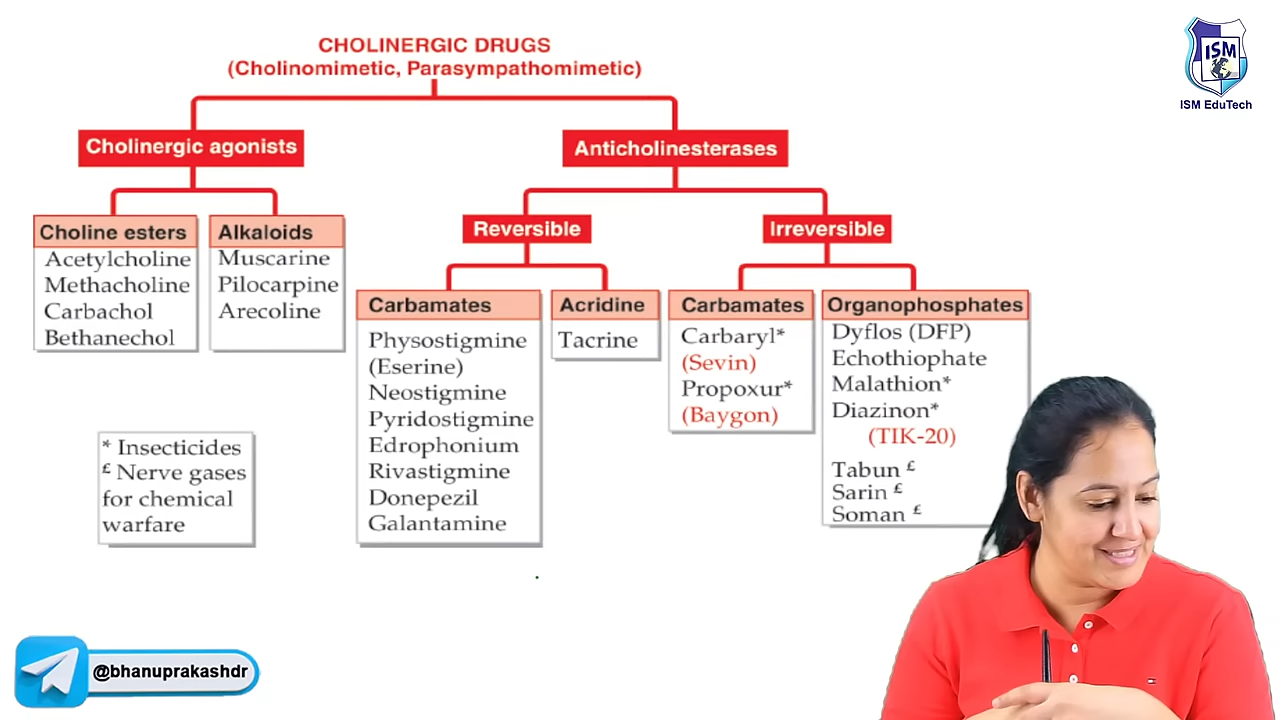 CHOLINERGIC DRUGS
(Cholinomimetic, Parasympathomimetic)
ISM
ISM EduTech
Cholinergic agonists
Anticholinesterases
Choline esters
Acetylcholine
Methacholine
Carbachol
Bethanechol
Alkaloids
Muscarine
Pilocarpine
Arecoline
Reversible
Irreversible
Carbamates
Physostigmine
(Eserine)
Neostigmine
Pyridostigmine
Edrophonium
Rivastigmine
Donepezil
Galantamine
Acridine
Tacrine
Carbamates
Carbaryl*
(Sevin)
Propoxur*
(Baygon)
Organophosphates
Dyflos (DFP)
Echothiophate
Malathion*
Diazinon*
(TIK-20)
Tabun £
Sarin £
Soman £
* Insecticides
£ Nerve gases
for chemical
warfare
@bhanuprakashdr